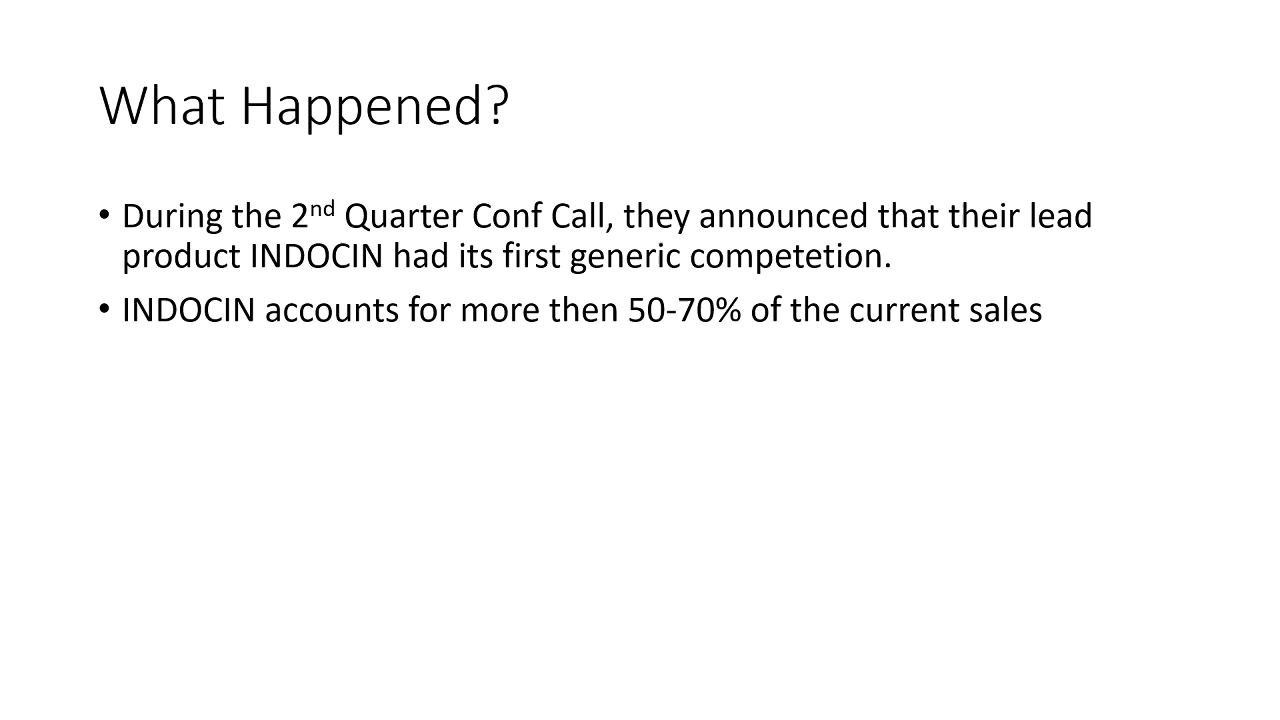 What Happened?
• During the 2nd Quarter Conf Call, they announced that their lead
product INDOCIN had its first generic competetion.
• INDOCIN accounts for more then 50-70% of the current sales